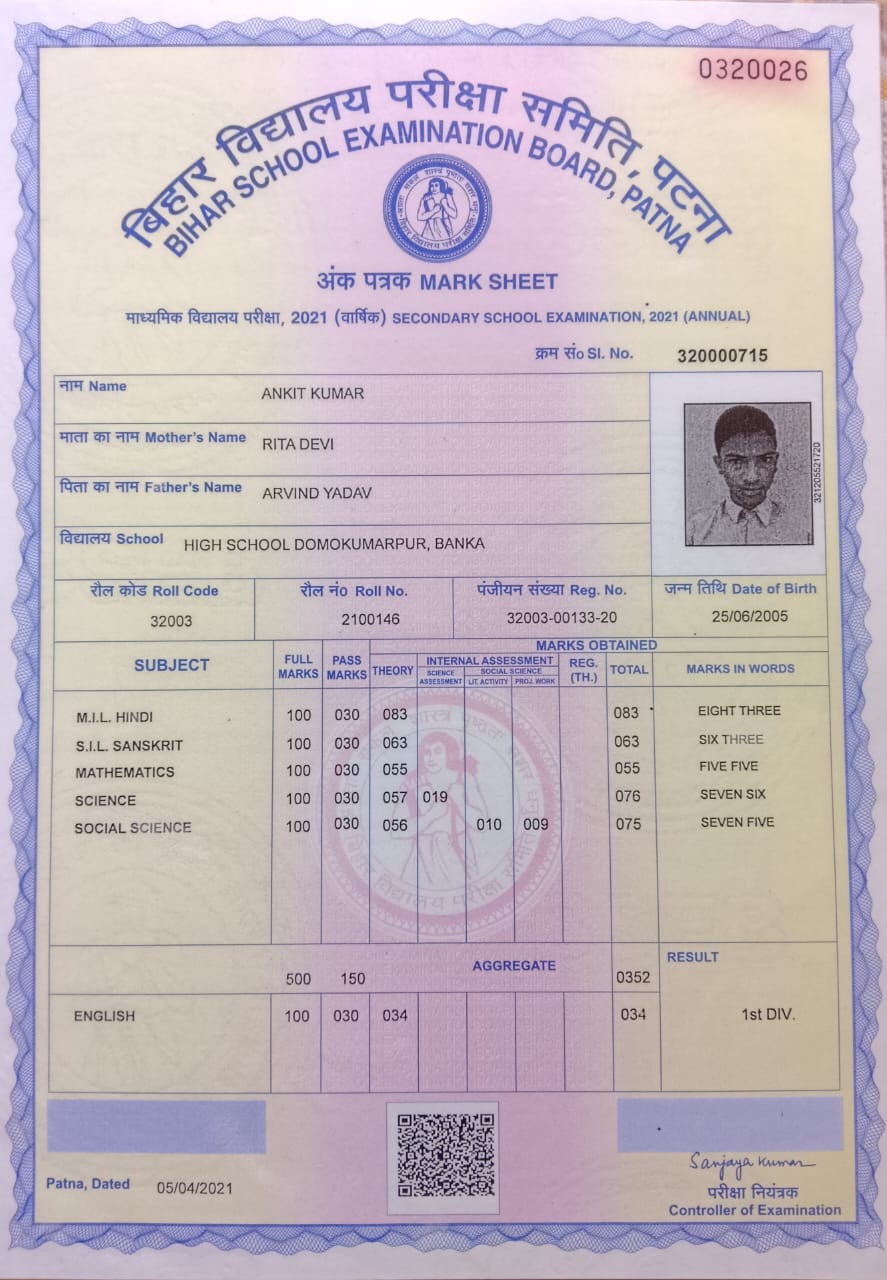 0320026
बिहार विद्यालय परीक्षा समिति, पटना
BIHAR SCHOOL EXAMINATION BOARD, PATNA
अंक पत्रक MARK SHEET
माध्यमिक विद्यालय परीक्षा, 2021 (वार्षिक) SECONDARY SCHOOL EXAMINATION, 2021 (ANNUAL)
क्रम सं० Sl. No. 320000715
नाम Name ANKIT KUMAR
माता का नाम Mother's Name RITA DEVI
पिता का नाम Father's Name ARVIND YADAV
321205521720
विद्यालय School HIGH SCHOOL DOMOKUMARPUR, BANKA
रौल कोड Roll Code रौल नं० Roll No. पंजीयन संख्या Reg. No. जन्म तिथि Date of Birth
32003 2100146 32003-00133-20 25/06/2005
MARKS OBTAINED
SUBJECT FULL MARKS PASS MARKS THEORY INTERNAL ASSESSMENT REG. (TH.) TOTAL MARKS IN WORDS
SCIENCE ASSESSMENT SOCIAL SCIENCE LIT. ACTIVITY PROJ. WORK
M.I.L. HINDI 100 030 083 083 EIGHT THREE
S.I.L. SANSKRIT 100 030 063 063 SIX THREE
MATHEMATICS 100 030 055 055 FIVE FIVE
SCIENCE 100 030 057 019 076 SEVEN SIX
SOCIAL SCIENCE 100 030 056 010 009 075 SEVEN FIVE
500 150 AGGREGATE 0352 RESULT
ENGLISH 100 030 034 034 1st DIV.
Sanjaya Kumar
Patna, Dated 05/04/2021
परीक्षा नियंत्रक
Controller of Examination